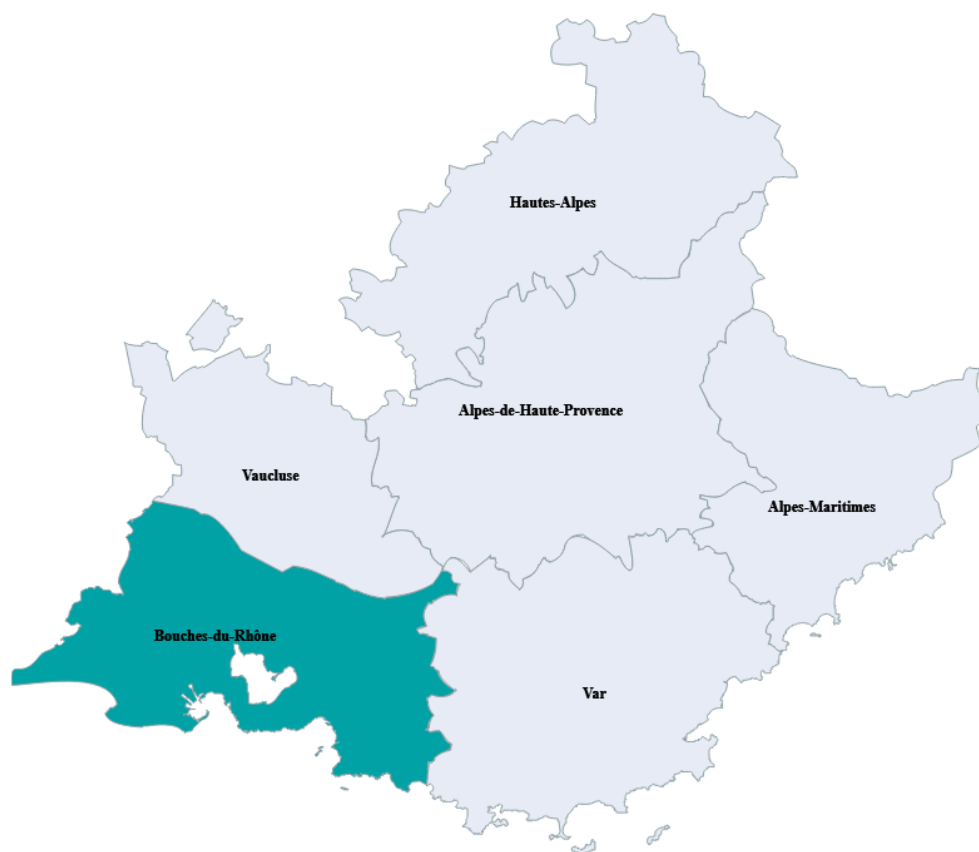 Hautes-Alpes
Alpes-de-Haute-Provence
Vaucluse
Alpes-Maritimes
Bouches-du-Rhône
Var